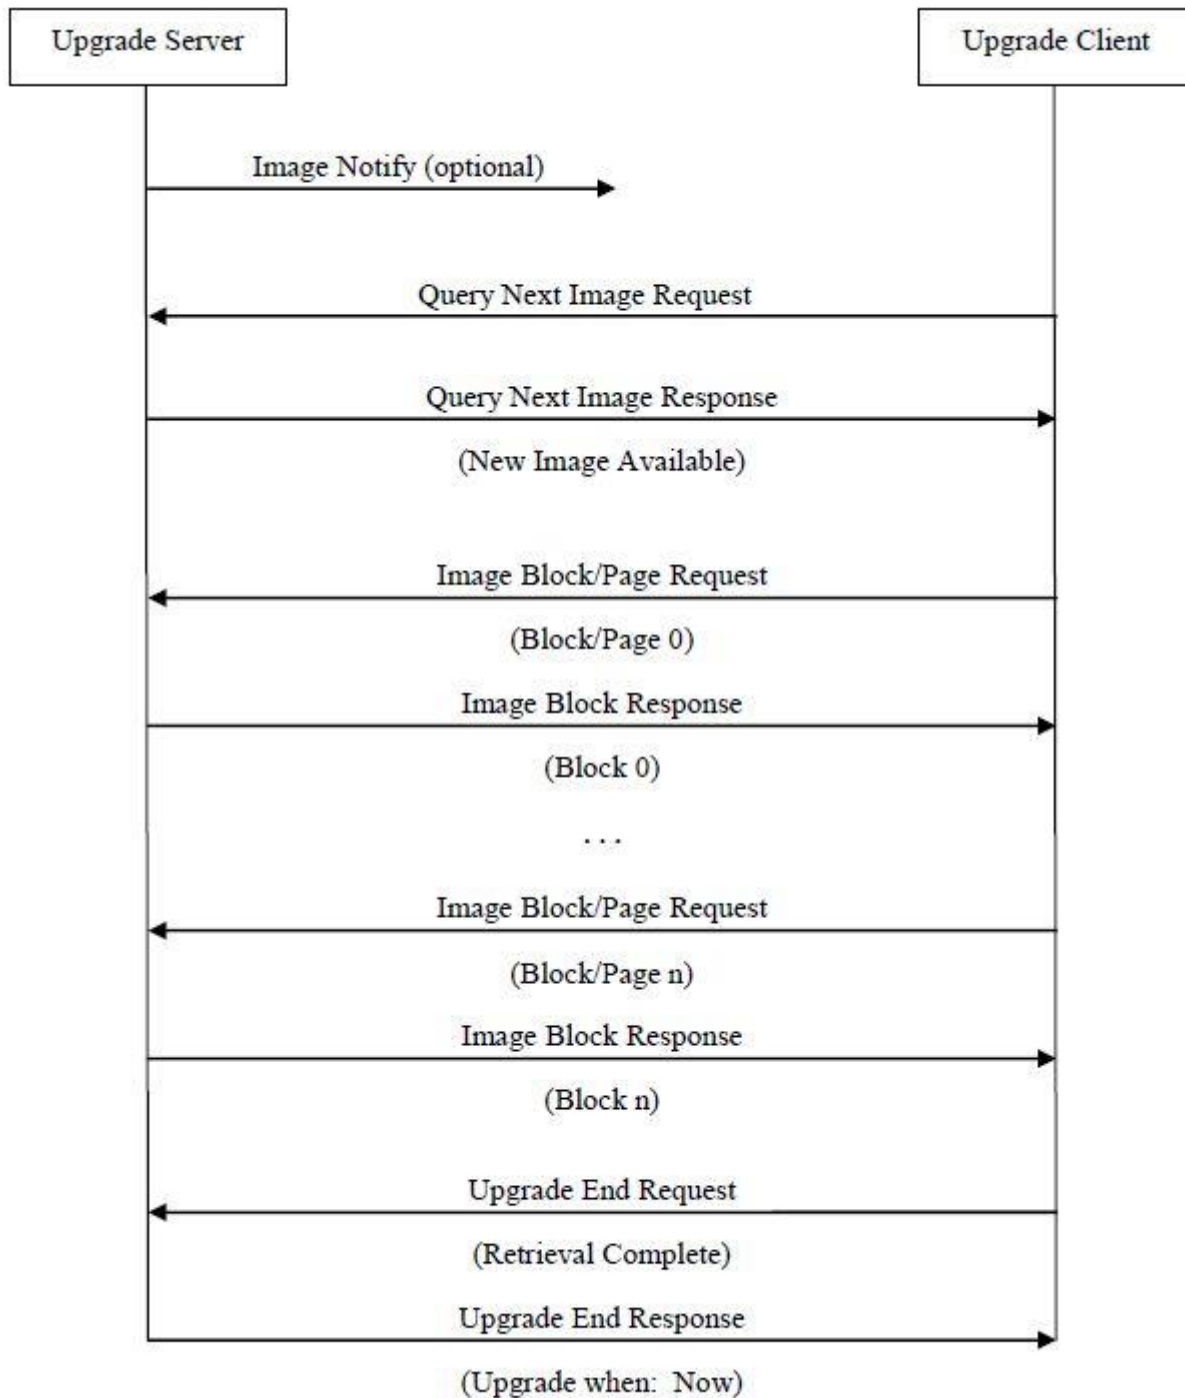 Upgrade Server
Upgrade Client
Image Notify (optional)
Query Next Image Request
Query Next Image Response
(New Image Available)
Image Block/Page Request
(Block/Page 0)
Image Block Response
(Block 0)
. . .
Image Block/Page Request
(Block/Page n)
Image Block Response
(Block n)
Upgrade End Request
(Retrieval Complete)
Upgrade End Response
(Upgrade when:  Now)